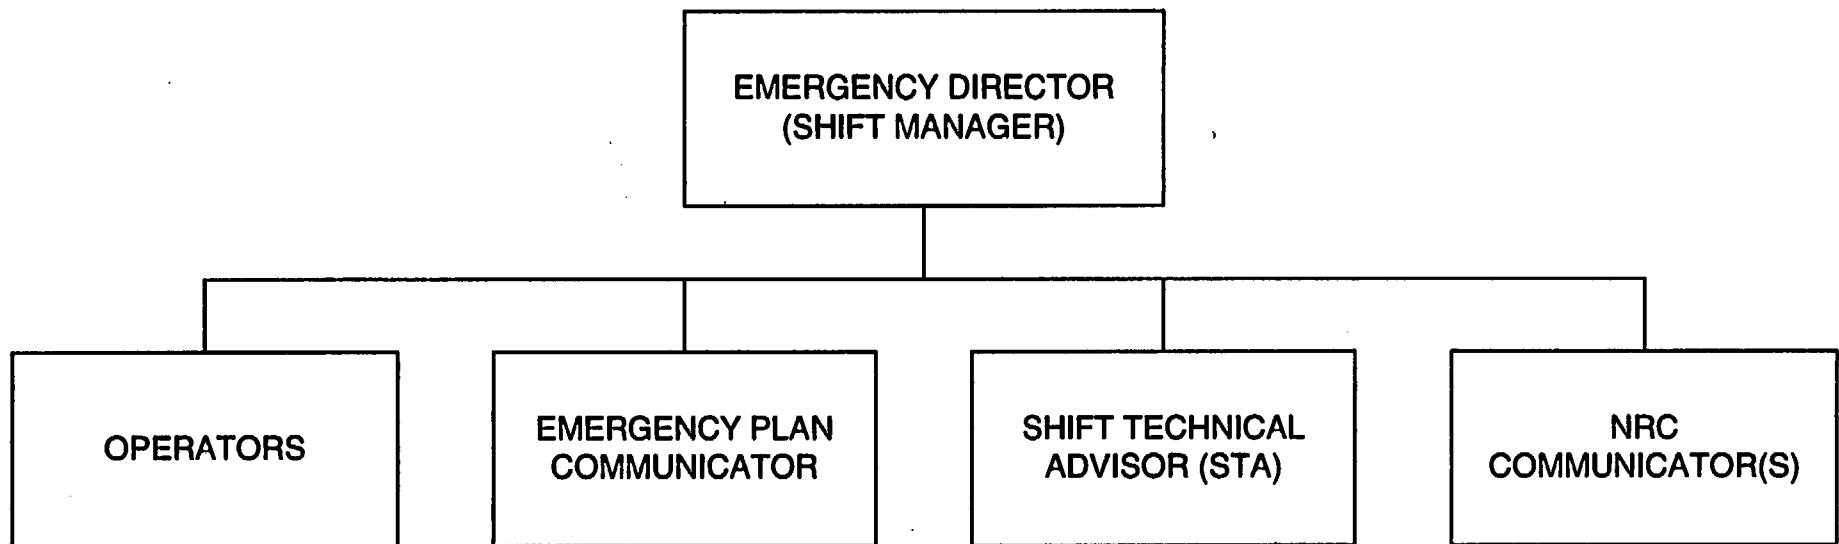 EMERGENCY DIRECTOR
(SHIFT MANAGER)
OPERATORS
EMERGENCY PLAN
COMMUNICATOR
SHIFT TECHNICAL
ADVISOR (STA)
NRC
COMMUNICATOR(S)